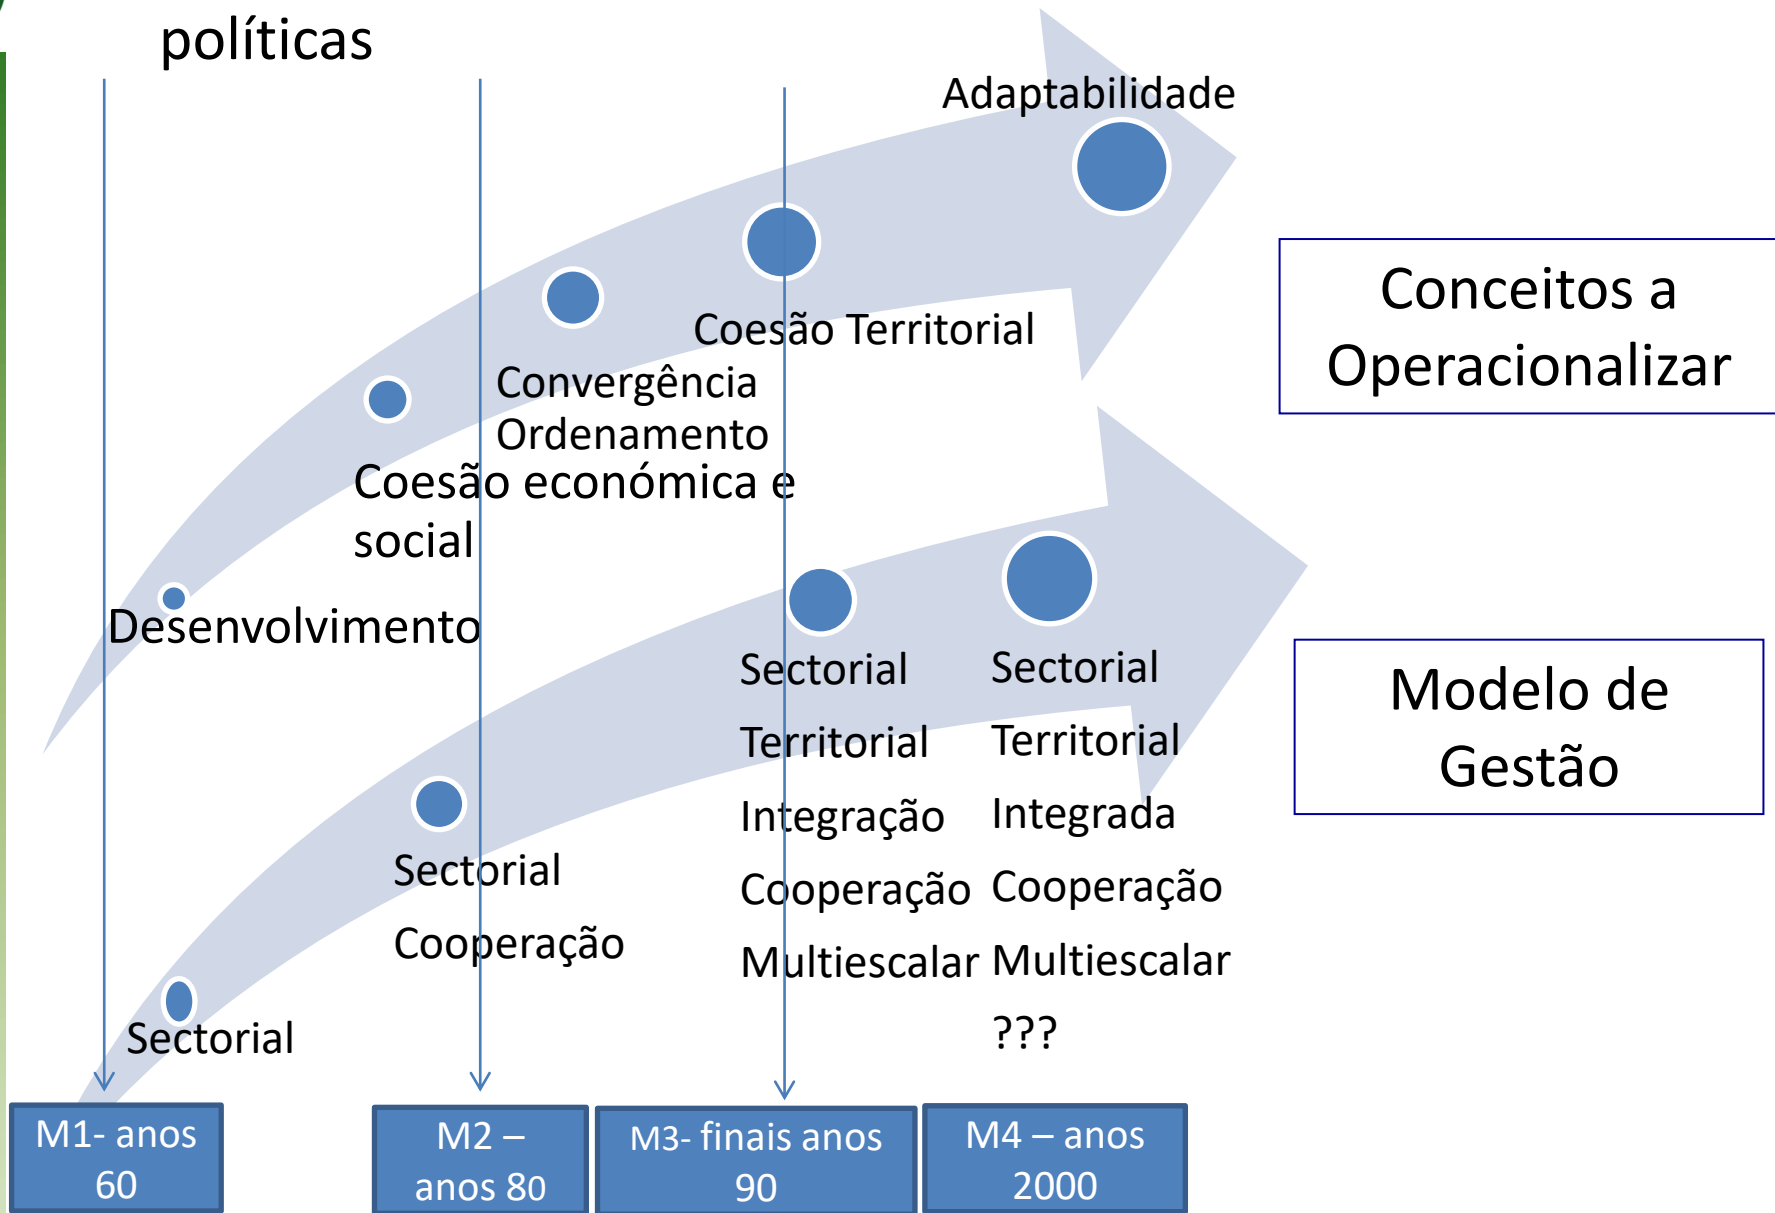 políticas
Adaptabilidade
Coesão Territorial
Convergência
Ordenamento
Coesão económica e
social
Desenvolvimento
Conceitos a
Operacionalizar
Sectorial
Territorial
Integração
Cooperação
Multiescalar
Sectorial
Territorial
Integrada
Cooperação
Multiescalar
???
Sectorial
Cooperação
Sectorial
Modelo de
Gestão
M1- anos
60
M2 –
anos 80
M3- finais anos
90
M4 – anos
2000